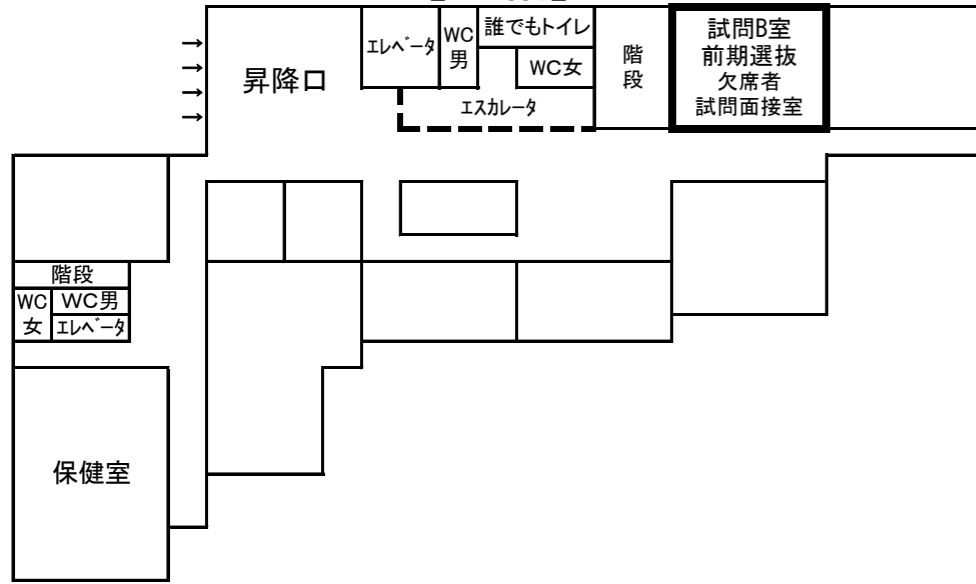 誰でもトイレ
エレベータ
WC
男
WC女
階
段
エスカレータ
昇降口
試問B室
前期選抜
欠席者
試問面接室
→
→
→
→
階段
WC
女
WC男
エレベータ
保健室